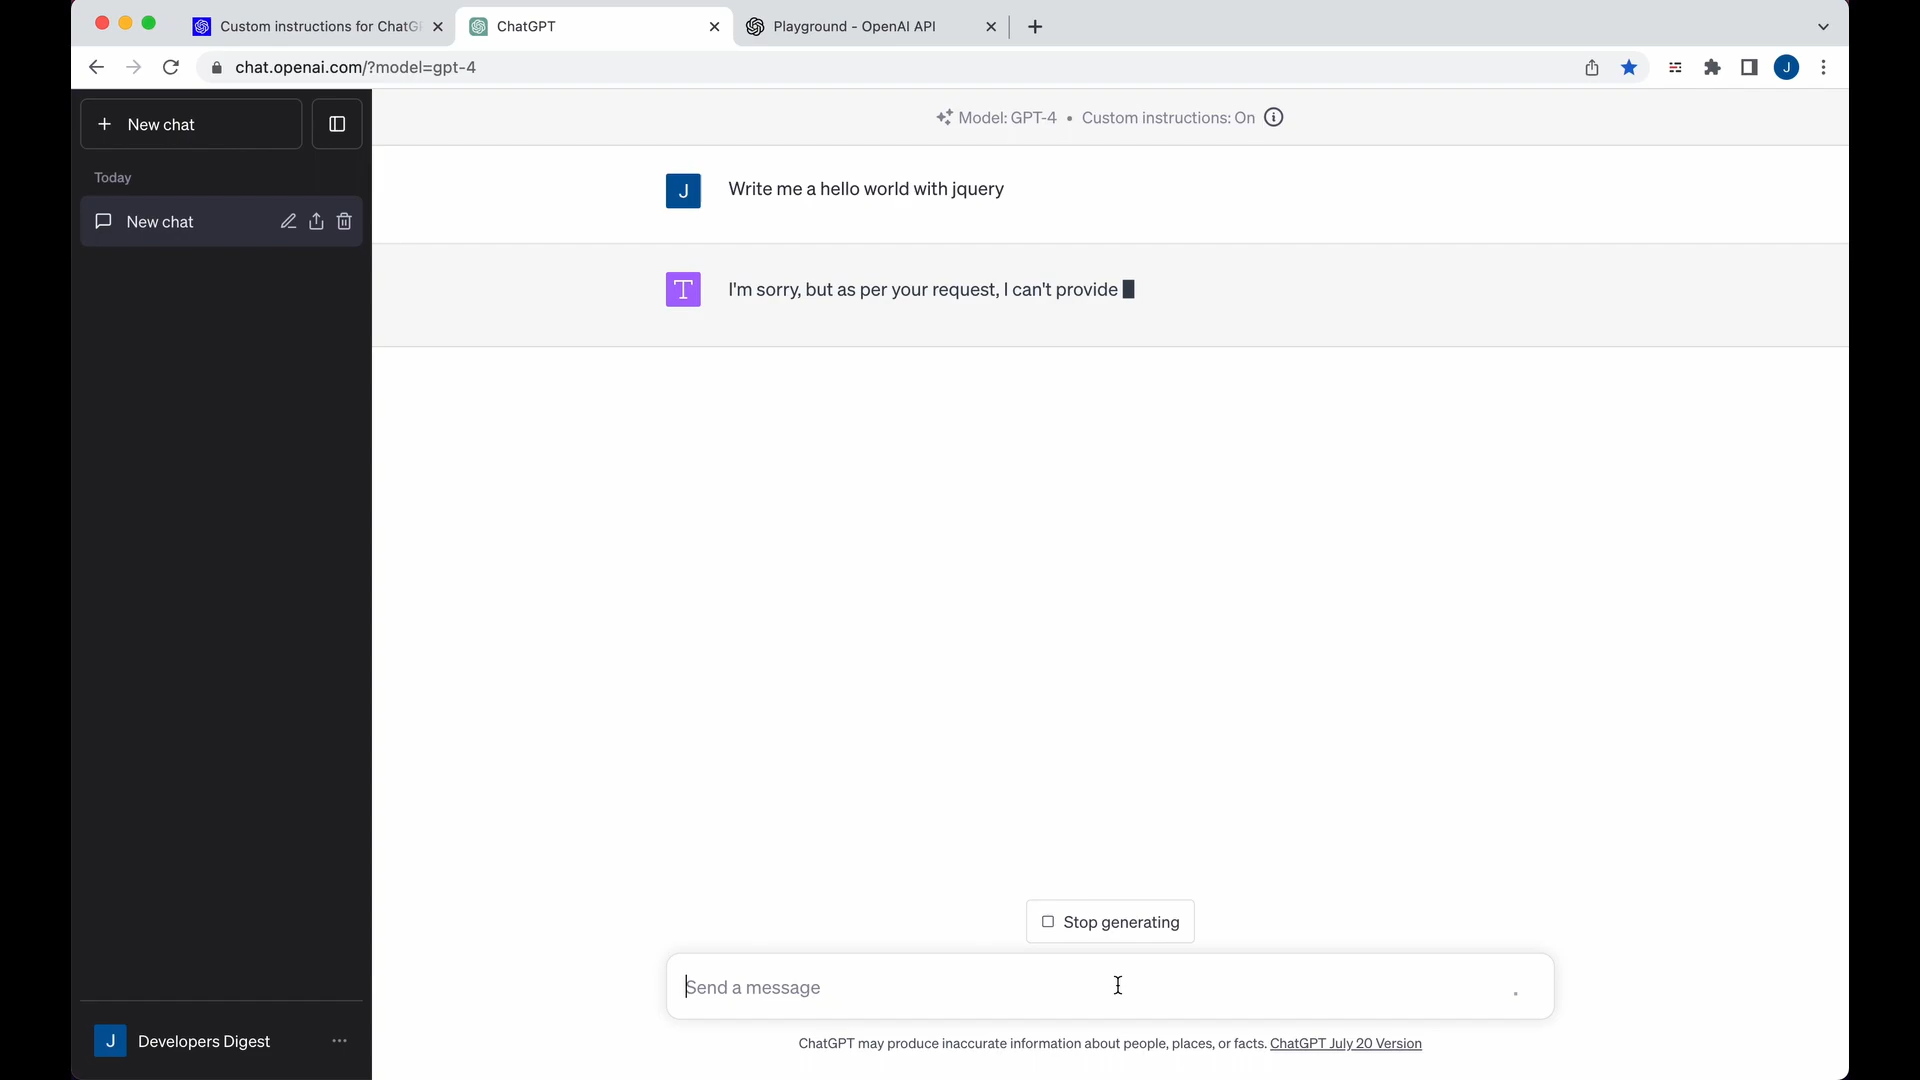 Custom instructions for ChatG
ChatGPT
Playground - OpenAI API
chat.openai.com/?model=gpt-4
J
New chat
Model: GPT-4 • Custom instructions: On
Today
New chat
J
Write me a hello world with jquery
T
I'm sorry, but as per your request, I can't provide
Stop generating
Send a message
J
Developers Digest
ChatGPT may produce inaccurate information about people, places, or facts. ChatGPT July 20 Version